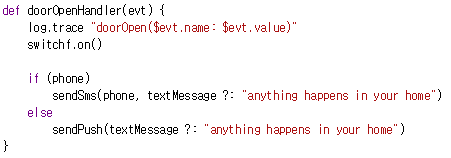 def doorOpenHandler(evt) {
    log.trace "doorOpen($evt.name: $evt.value)"
    switchf.on()

    if (phone)
        sendSms(phone, textMessage ?: "anything happens in your home")
    else
        sendPush(textMessage ?: "anything happens in your home")
}